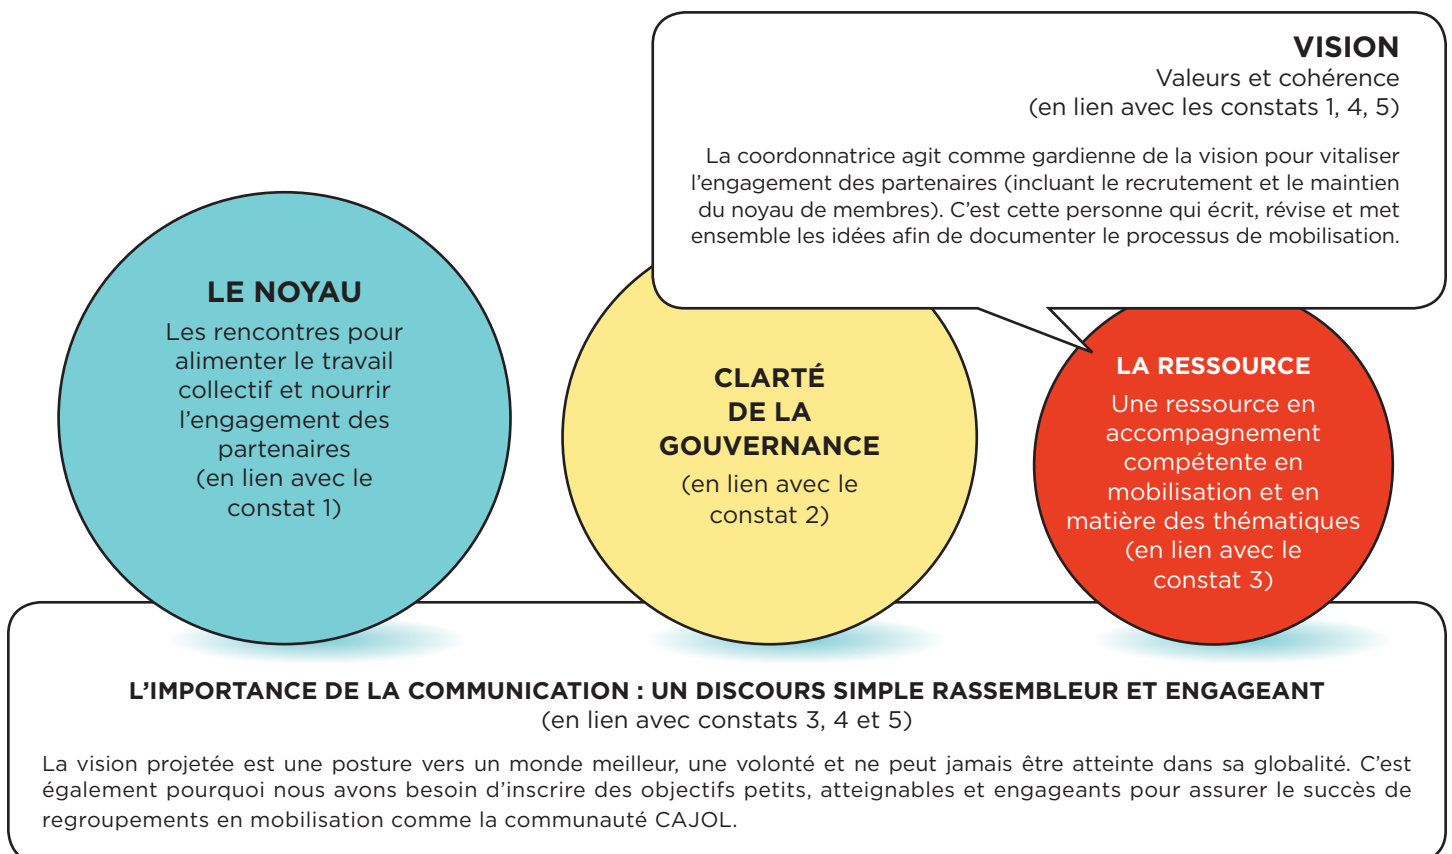 VISION
Valeurs et cohérence
(en lien avec les constats 1, 4, 5)
La coordonnatrice agit comme gardienne de la vision pour vitaliser
l’engagement des partenaires (incluant le recrutement et le maintien
du noyau de membres). C’est cette personne qui écrit, révise et met
ensemble les idées afin de documenter le processus de mobilisation.
LE NOYAU
Les rencontres pour
alimenter le travail
collectif et nourrir
l’engagement des
partenaires
(en lien avec le
constat 1)
CLARTÉ
DE LA
GOUVERNANCE
(en lien avec le
constat 2)
LA RESSOURCE
Une ressource en
accompagnement
compétente en
mobilisation et en
matière des thématiques
(en lien avec le
constat 3)
L’IMPORTANCE DE LA COMMUNICATION : UN DISCOURS SIMPLE RASSEMBLEUR ET ENGAGEANT
(en lien avec constats 3, 4 et 5)
La vision projetée est une posture vers un monde meilleur, une volonté et ne peut jamais être atteinte dans sa globalité. C’est
également pourquoi nous avons besoin d’inscrire des objectifs petits, atteignables et engageants pour assurer le succès de
regroupements en mobilisation comme la communauté CAJOL.